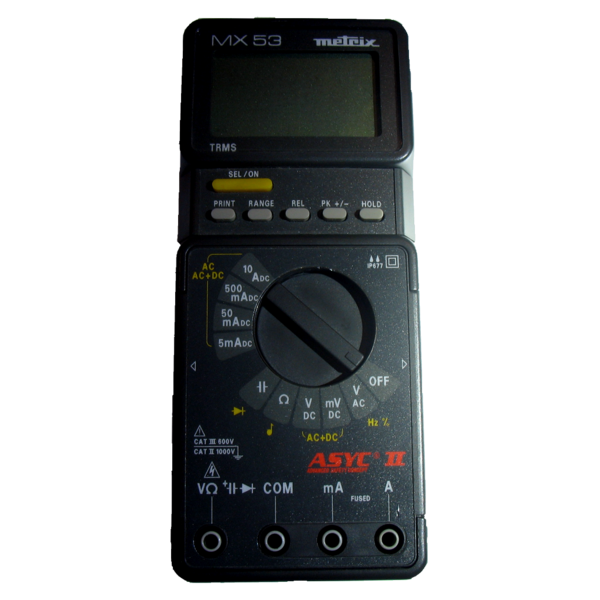 MX 53 metrix
TRMS
SEL/ON
PRINT RANGE REL PK +/- HOLD
AC
AC+DC
10 ADC
500 mADC
50 mADC
5mADC
IP677
Ω
V DC
mV DC
V AC
OFF
AC+DC
Hz %
CAT III 600V
CAT II 1000V
ASYC II
VΩ COM mA A
FUSED